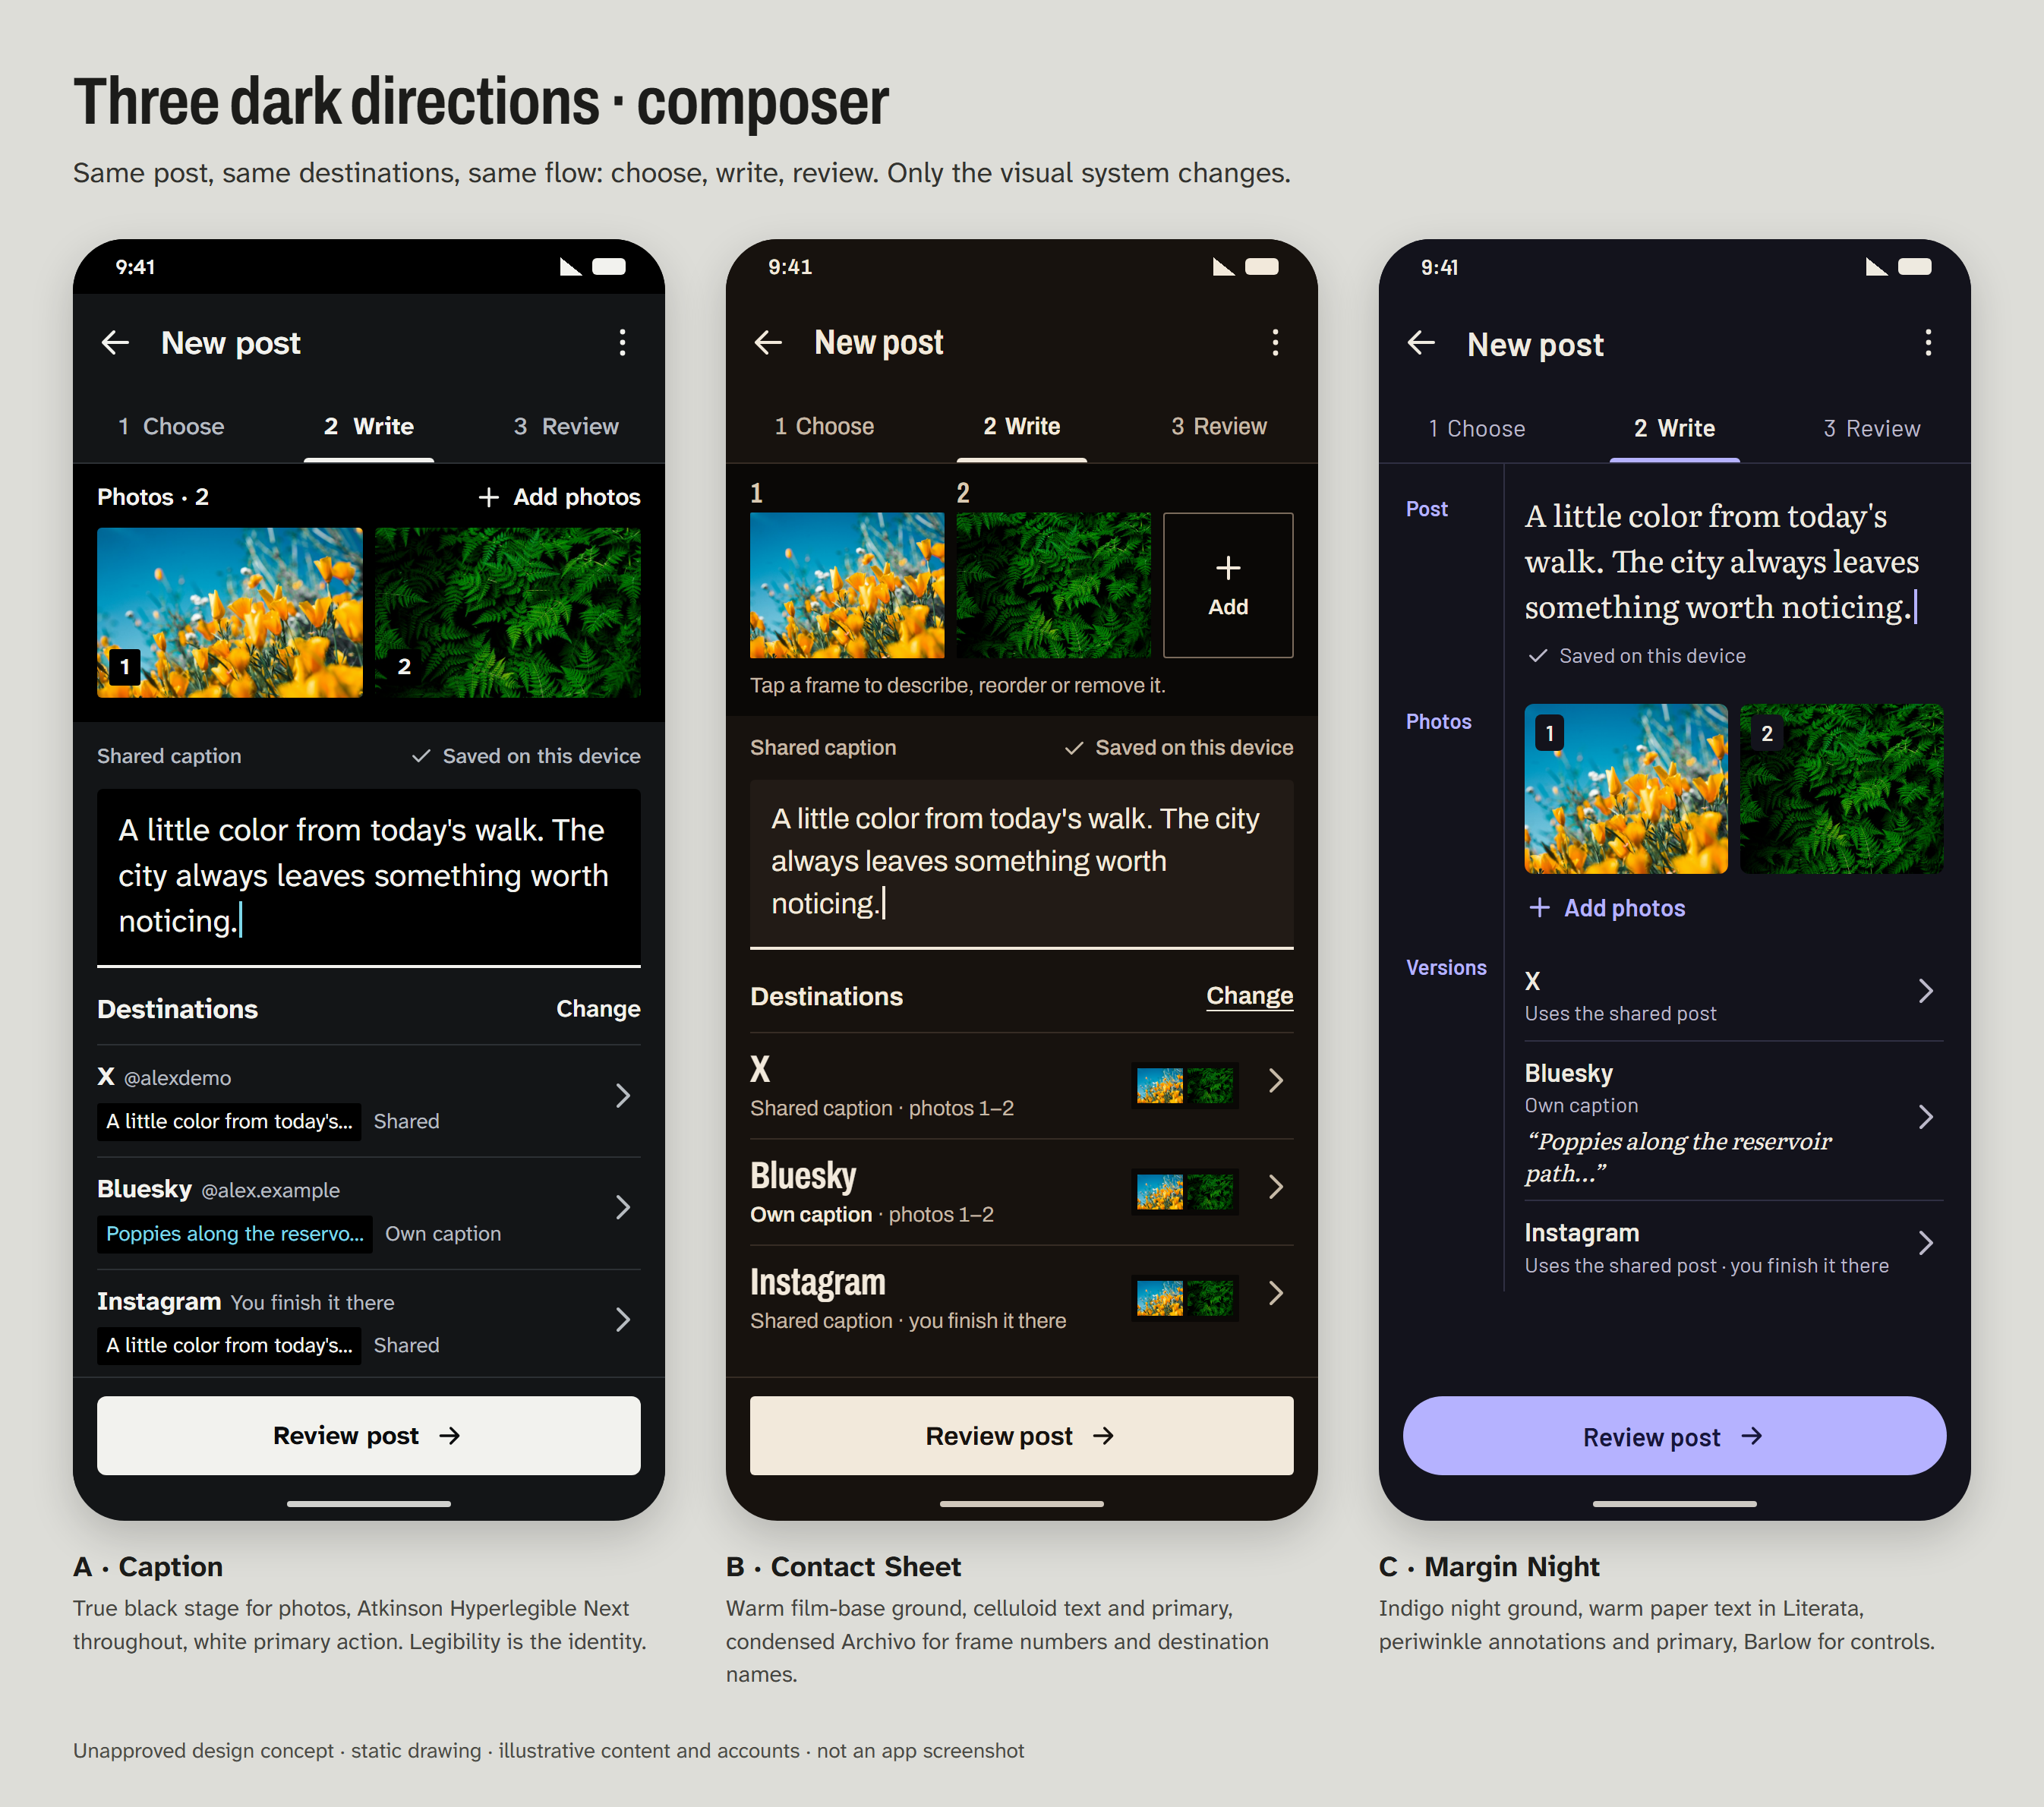 Three dark directions · composer
Same post, same destinations, same flow: choose, write, review. Only the visual system changes.
9:41
New post
1 Choose
2 Write
3 Review
Photos · 2
+ Add photos
1
2
Shared caption
Saved on this device
A little color from today's walk. The
city always leaves something worth
noticing.
Destinations
Change
X @alexdemo
A little color from today's... Shared
Bluesky @alex.example
Poppies along the reservo... Own caption
Instagram You finish it there
A little color from today's... Shared
Review post →
A · Caption
True black stage for photos, Atkinson Hyperlegible Next
throughout, white primary action. Legibility is the identity.
9:41
New post
1 Choose
2 Write
3 Review
1
2
+
Add
Tap a frame to describe, reorder or remove it.
Shared caption
Saved on this device
A little color from today's walk. The city
always leaves something worth
noticing.
Destinations
Change
X
Shared caption · photos 1–2
Bluesky
Own caption · photos 1–2
Instagram
Shared caption · you finish it there
Review post →
B · Contact Sheet
Warm film-base ground, celluloid text and primary,
condensed Archivo for frame numbers and destination
names.
9:41
New post
1 Choose
2 Write
3 Review
Post
A little color from today's
walk. The city always leaves
something worth noticing.
Saved on this device
Photos
1
2
+ Add photos
Versions
X
Uses the shared post
Bluesky
Own caption
“Poppies along the reservoir
path...”
Instagram
Uses the shared post · you finish it there
Review post →
C · Margin Night
Indigo night ground, warm paper text in Literata,
periwinkle annotations and primary, Barlow for controls.
Unapproved design concept · static drawing · illustrative content and accounts · not an app screenshot